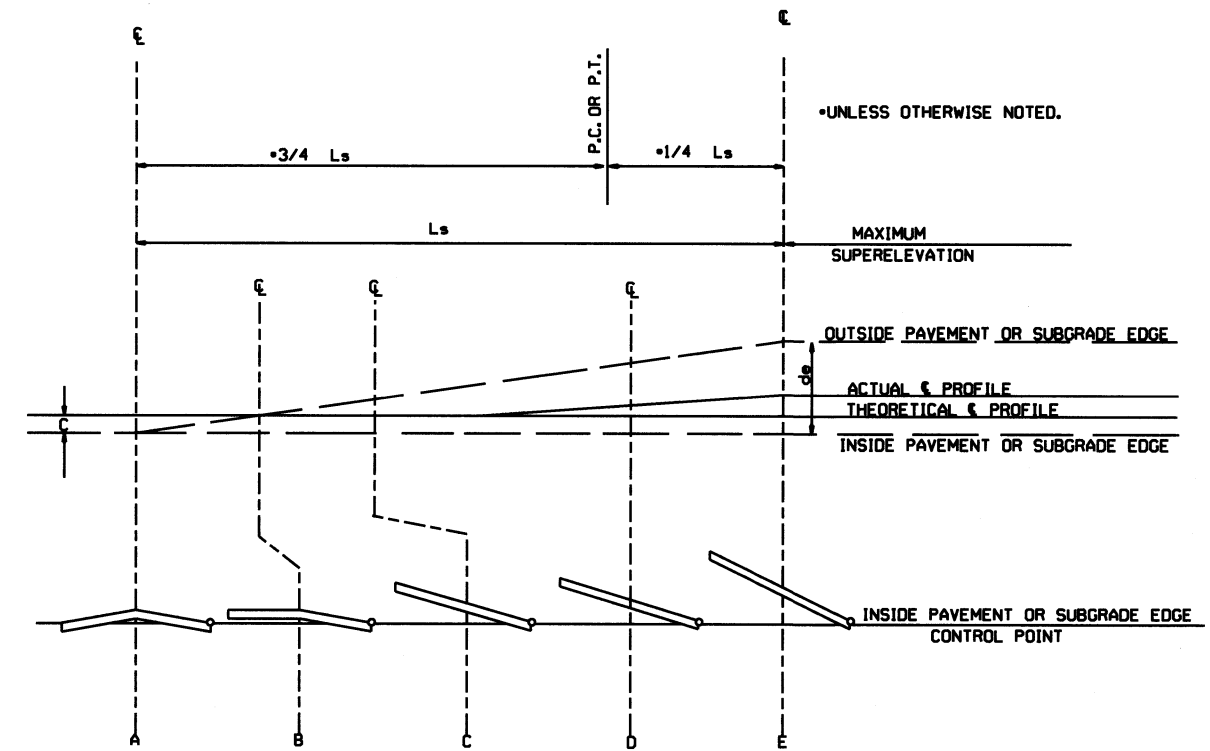 ℄
℄
P.C. OR P.T.
•UNLESS OTHERWISE NOTED.
•3/4 Ls
•1/4 Ls
Ls
MAXIMUM
SUPERELEVATION
℄
℄
℄
OUTSIDE PAVEMENT OR SUBGRADE EDGE
de
ACTUAL ℄ PROFILE
THEORETICAL ℄ PROFILE
C
INSIDE PAVEMENT OR SUBGRADE EDGE
INSIDE PAVEMENT OR SUBGRADE EDGE
CONTROL POINT
A
B
C
D
E